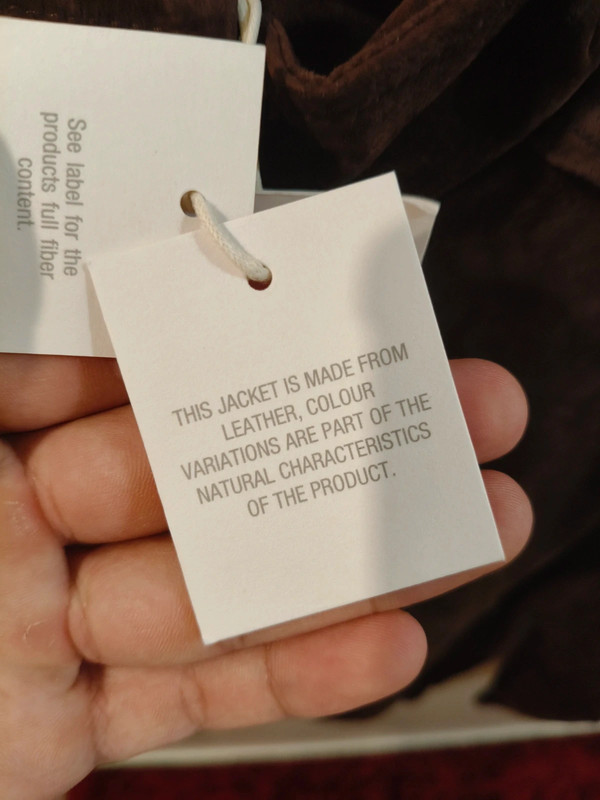 See label for the
products full fiber
content.
THIS JACKET IS MADE FROM
LEATHER, COLOUR
VARIATIONS ARE PART OF THE
NATURAL CHARACTERISTICS
OF THE PRODUCT.